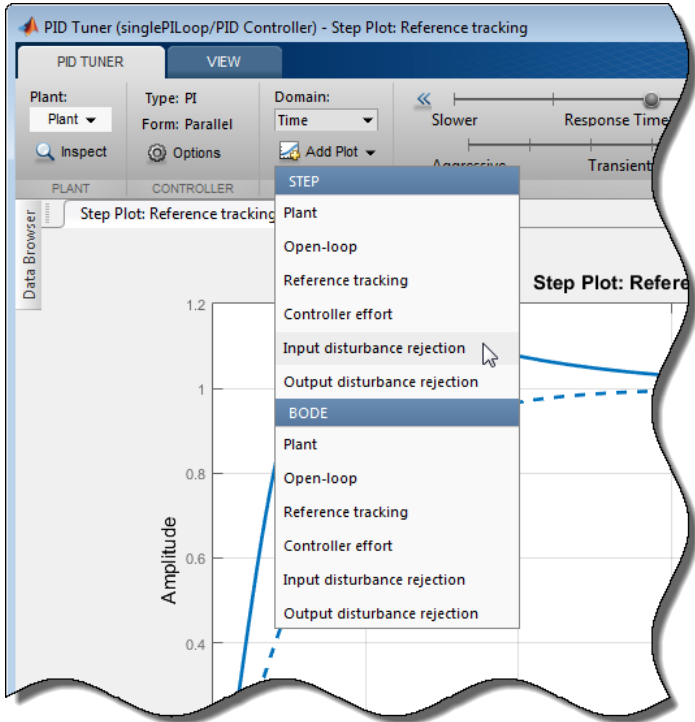 PID Tuner (singlePILoop/PID Controller) - Step Plot: Reference tracking
PID TUNER
VIEW
Plant:
Plant
Inspect
PLANT
Type: PI
Form: Parallel
Options
CONTROLLER
Domain:
Time
Add Plot
Slower
Response Time
Aggressive
Transient
Data Browser
Step Plot: Reference tracking
STEP
Plant
Open-loop
Reference tracking
Controller effort
Input disturbance rejection
Output disturbance rejection
BODE
Plant
Open-loop
Reference tracking
Controller effort
Input disturbance rejection
Output disturbance rejection
Step Plot: Refere
Amplitude
1.2
1
0.8
0.6
0.4